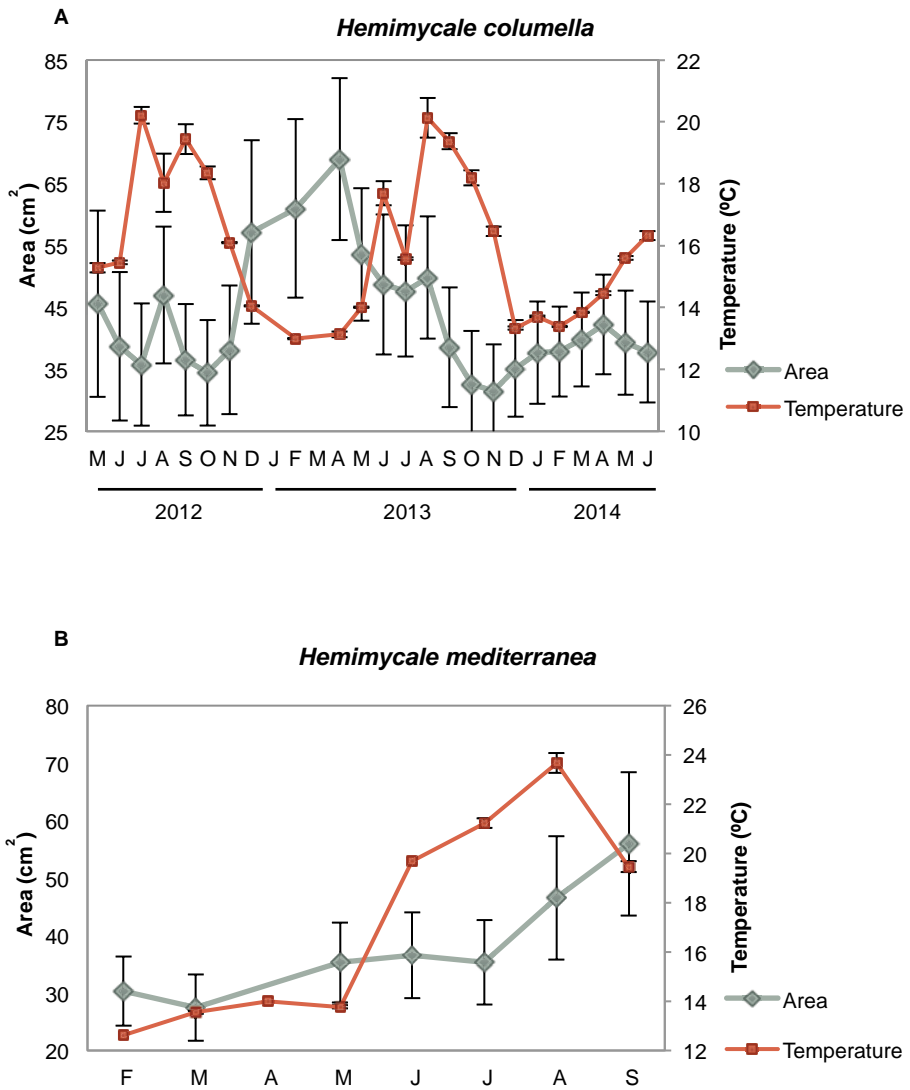 A
Hemimycale columella
85 22
75 20
65 18
55 16
45 14
35 12
25 10
Area (cm²)
Temperature (ºC)
Area
Temperature
M J J A S O N D J F M A M J J A S O N D J F M A M J
2012 2013 2014
B
Hemimycale mediterranea
80 26
70 24
60 22
50 20
40 18
30 16
20 14
12
Area (cm²)
Temperature (ºC)
Area
Temperature
F M A M J J A S